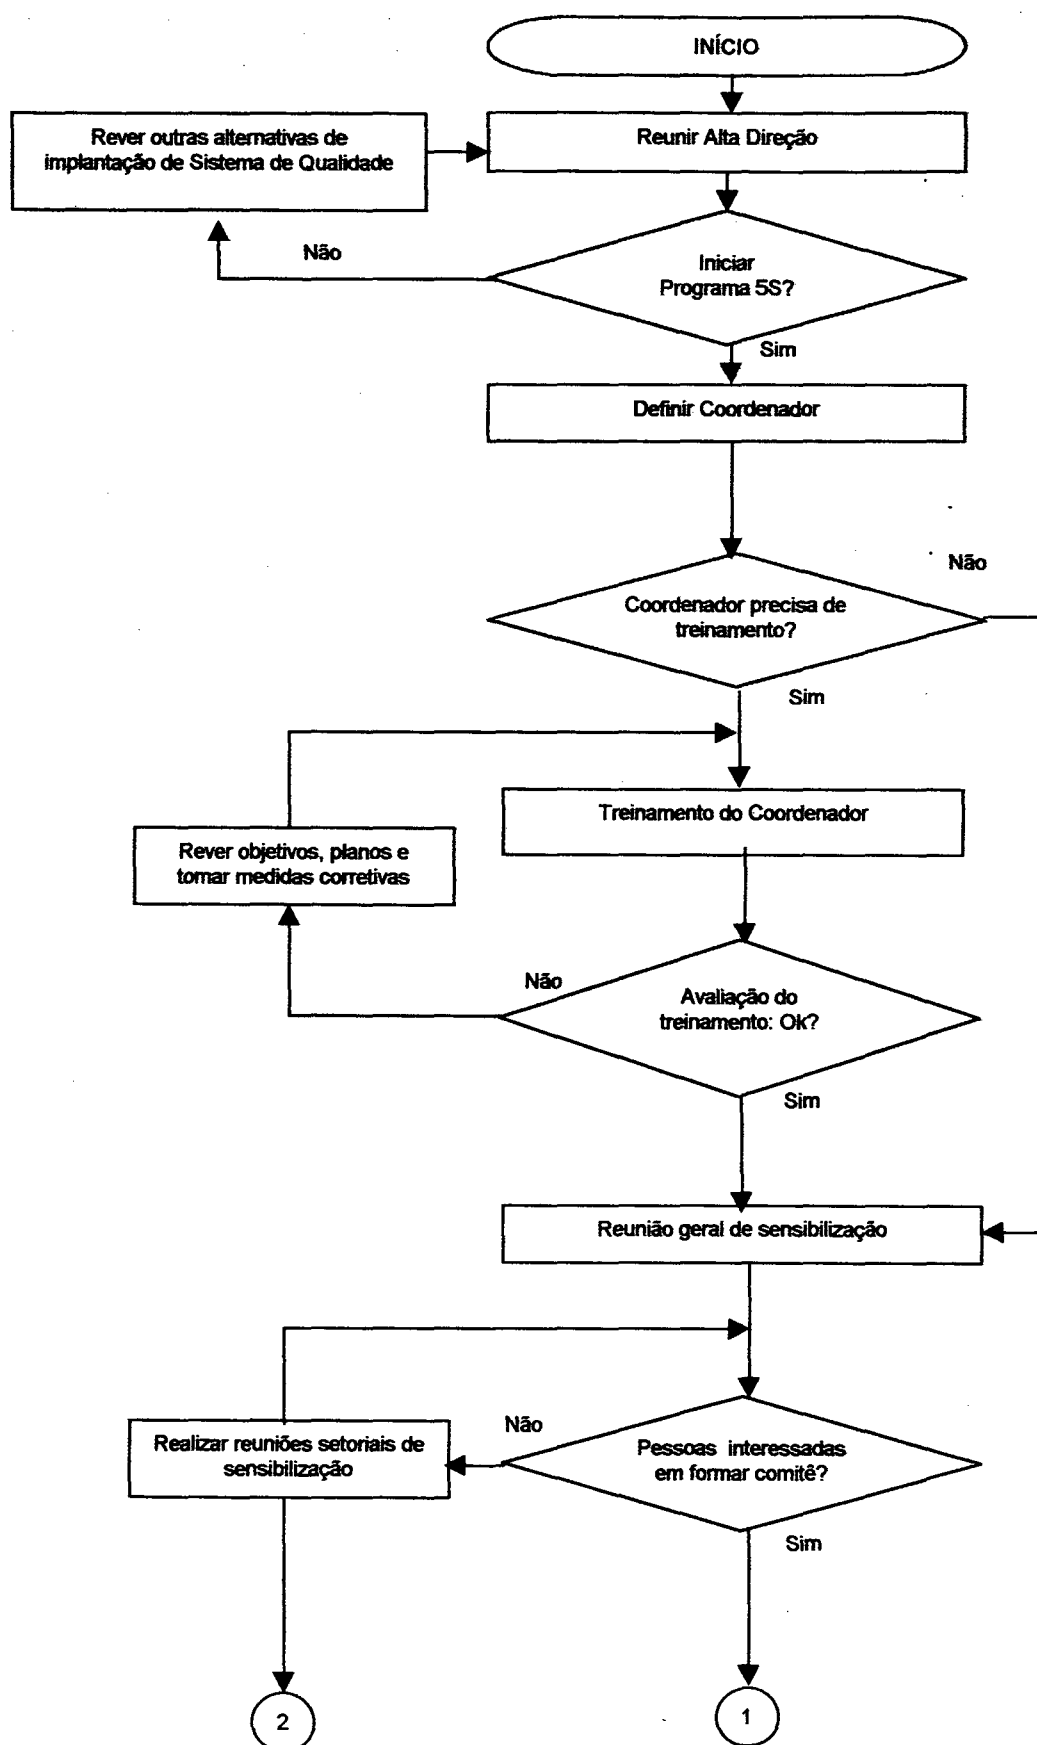 INÍCIO
Rever outras alternativas de
implantação de Sistema de Qualidade
Reunir Alta Direção
Não
Iniciar
Programa 5S?
Sim
Definir Coordenador
Não
Coordenador precisa de
treinamento?
Sim
Treinamento do Coordenador
Rever objetivos, planos e
tomar medidas corretivas
Não
Avaliação do
treinamento: Ok?
Sim
Reunião geral de sensibilização
Não
Realizar reuniões setoriais de
sensibilização
Pessoas interessadas
em formar comitê?
Sim
2
1